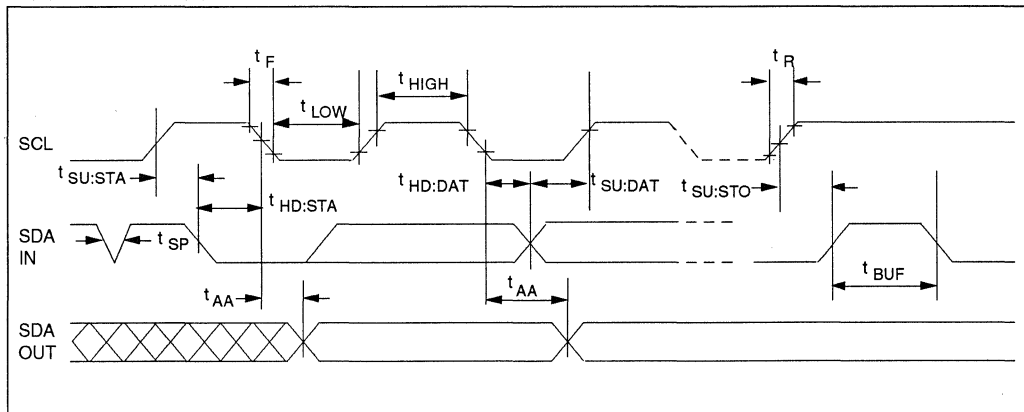 t F
t R
t HIGH
t LOW
SCL
t SU:STA
t HD:STA
t HD:DAT
t SU:DAT
t SU:STO
SDA
IN
t SP
t BUF
t AA
t AA
SDA
OUT